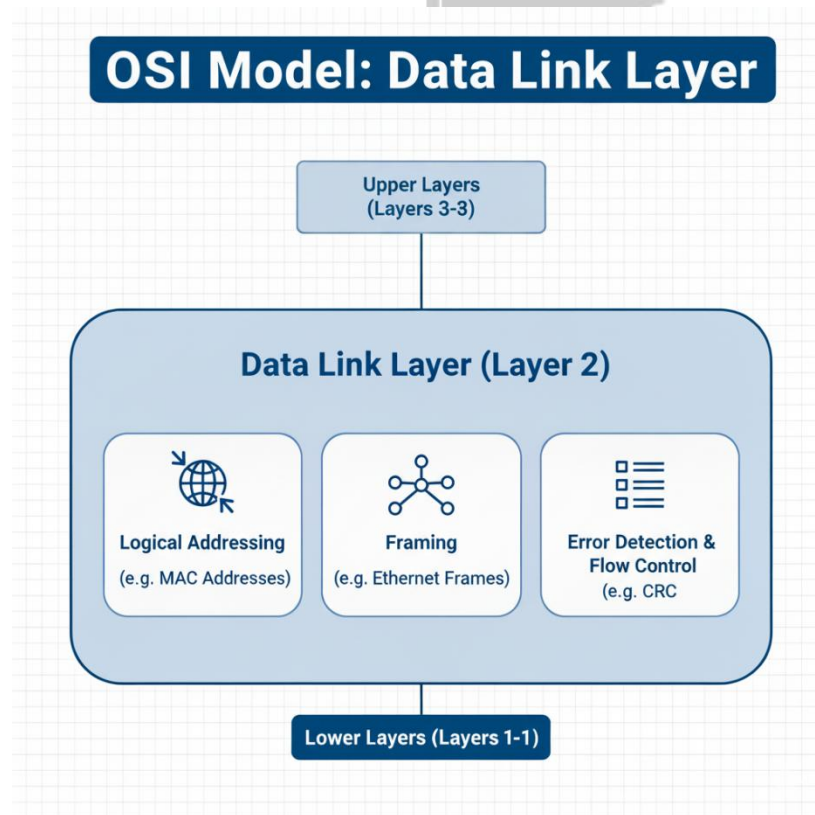 OSI Model: Data Link Layer
Upper Layers
(Layers 3-3)
Data Link Layer (Layer 2)
Logical Addressing
(e.g. MAC Addresses)
Framing
(e.g. Ethernet Frames)
Error Detection &
Flow Control
(e.g. CRC
Lower Layers (Layers 1-1)